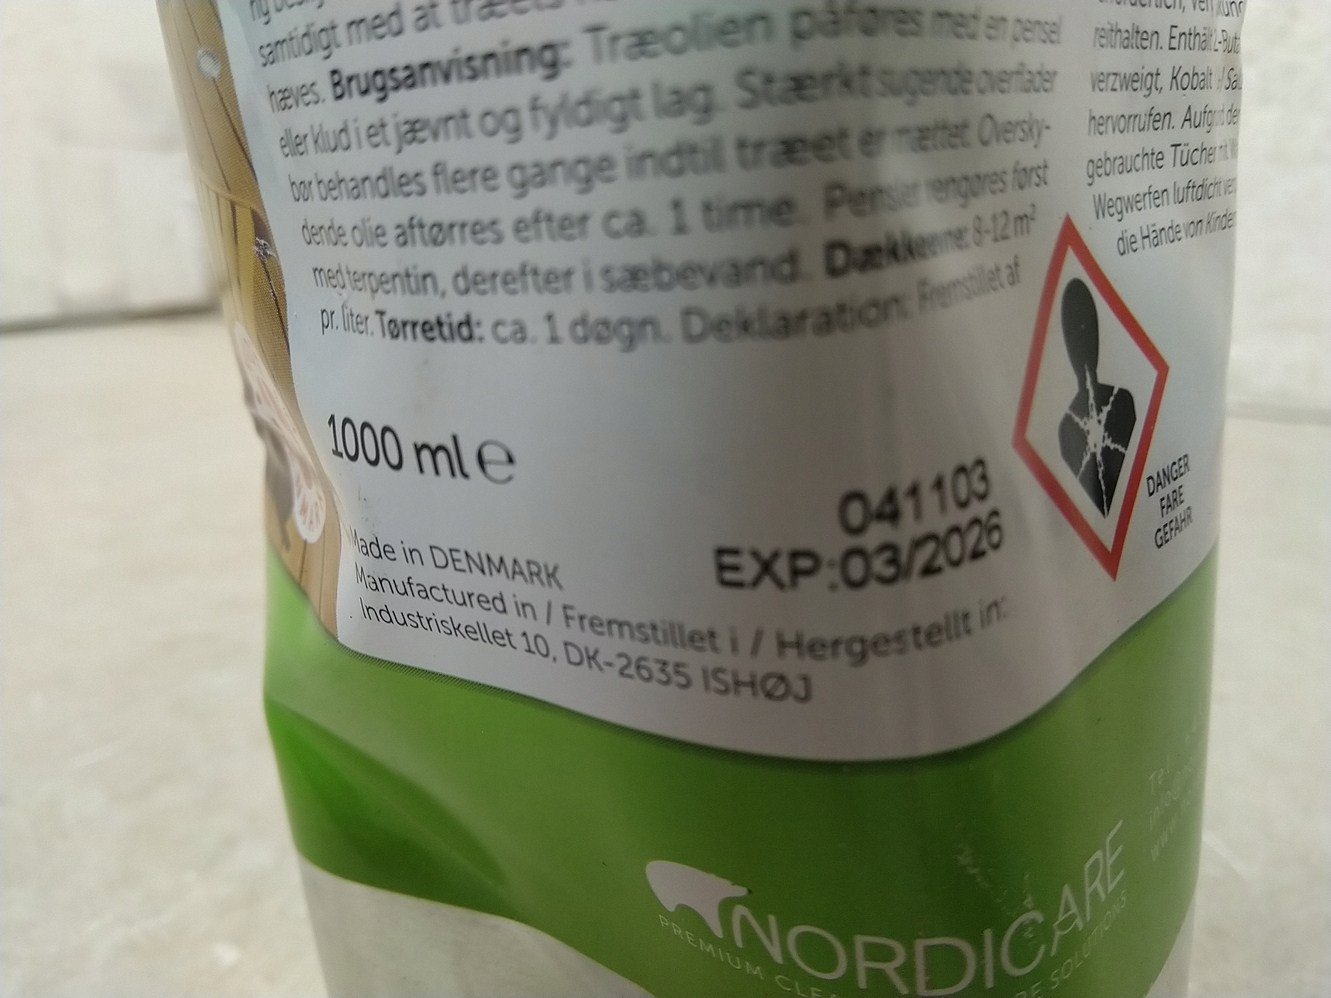 samtidigt med at træets
hæves. Brugsanvisning: Træolien påføres med en pensel
eller klud i et jævnt og fyldigt lag. Stærkt sugende overflader
bør behandles flere gange indtil træet er mættet. Oversky-
dende olie aftørres efter ca. 1 time. Pensler rengøres først
med terpentin, derefter i sæbevand. Dækkeevne: 8-12 m²
pr. liter. Tørretid: ca. 1 døgn. Deklaration: Fremstillet af
reithalten. Enthält
verzweigt, Kobalt
hervorrufen.
gebrauchte Tücher
Wegwerfen luftdicht
die Hände von Kinder
DANGER
FARE
GEFAHR
1000 ml ℮
041103
EXP:03/2026
Made in DENMARK
Manufactured in / Fremstillet i / Hergestellt in:
Industriskellet 10, DK-2635 ISHØJ
NORDICARE
PREMIUM SOLUTIONS